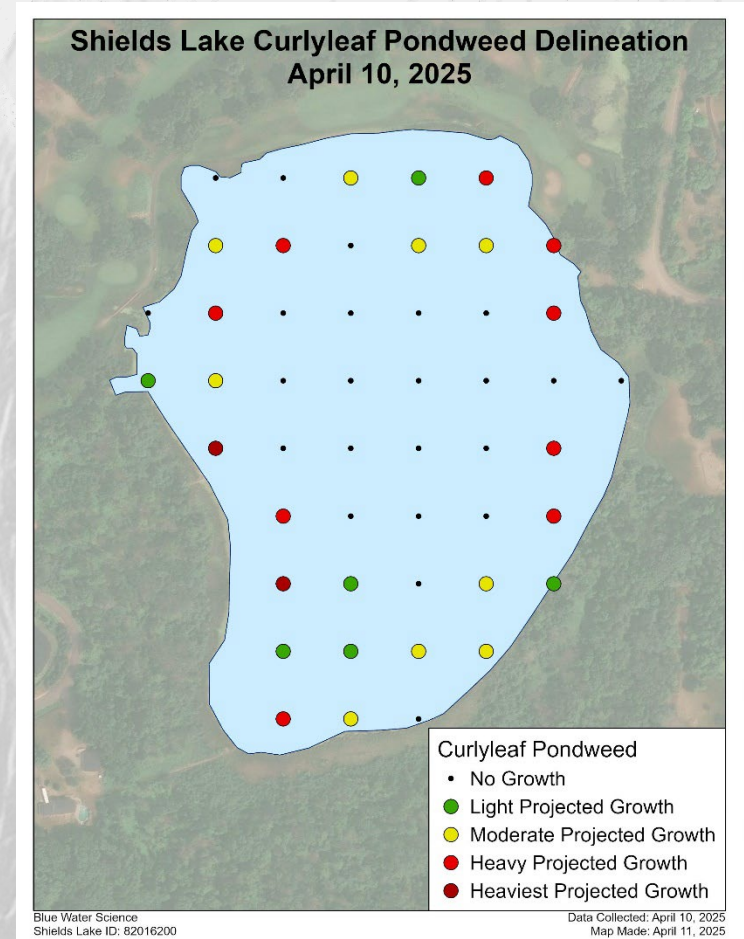 Shields Lake Curlyleaf Pondweed Delineation
April 10, 2025
Curlyleaf Pondweed
No Growth
Light Projected Growth
Moderate Projected Growth
Heavy Projected Growth
Heaviest Projected Growth
Blue Water Science
Shields Lake ID: 82016200
Data Collected: April 10, 2025
Map Made: April 11, 2025